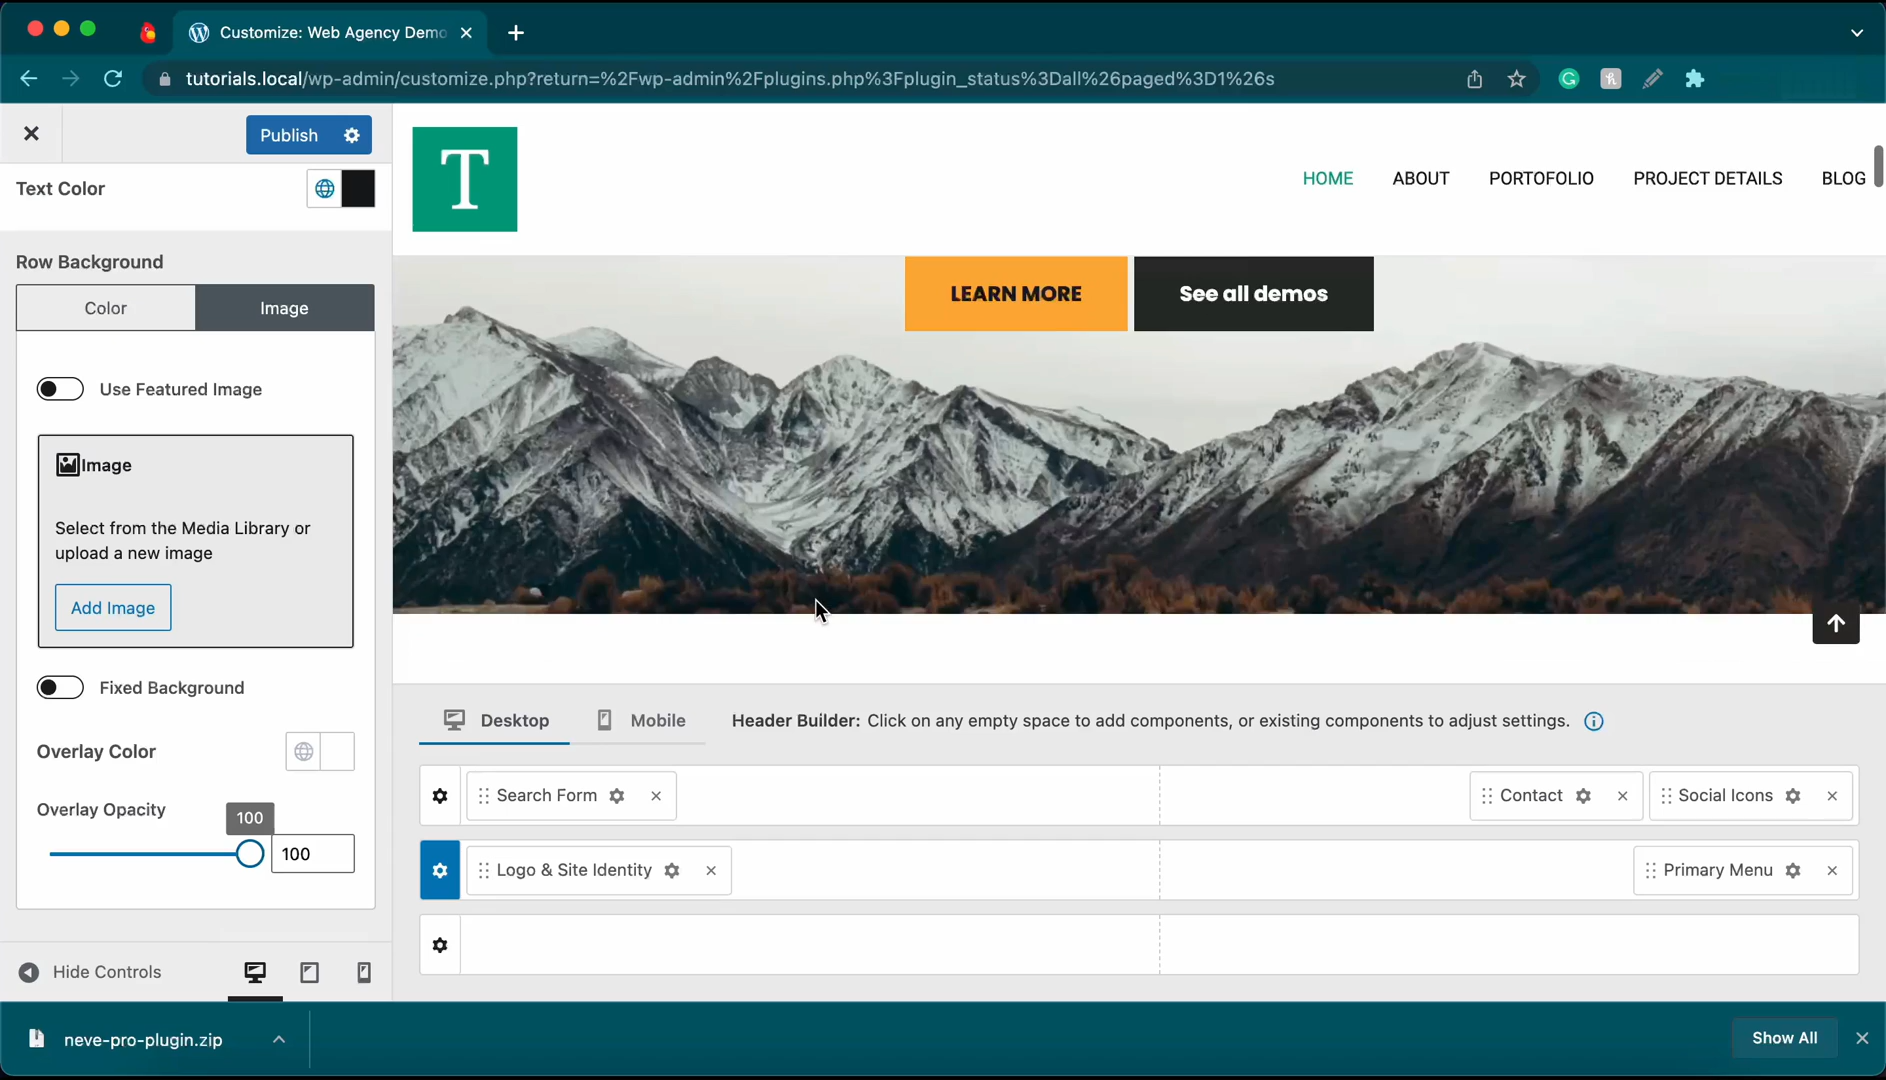 Customize: Web Agency Demo
tutorials.local/wp-admin/customize.php?return=%2Fwp-admin%2Fplugins.php%3Fplugin_status%3Dall%26paged%3D1%26s
Publish
Text Color
Row Background
Color
Image
Use Featured Image
Image
Select from the Media Library or
upload a new image
Add Image
Fixed Background
Overlay Color
Overlay Opacity
100
100
Hide Controls
T
HOME
ABOUT
PORTOFOLIO
PROJECT DETAILS
BLOG
LEARN MORE
See all demos
Desktop
Mobile
Header Builder: Click on any empty space to add components, or existing components to adjust settings.
Search Form
Contact
Social Icons
Logo & Site Identity
Primary Menu
neve-pro-plugin.zip
Show All